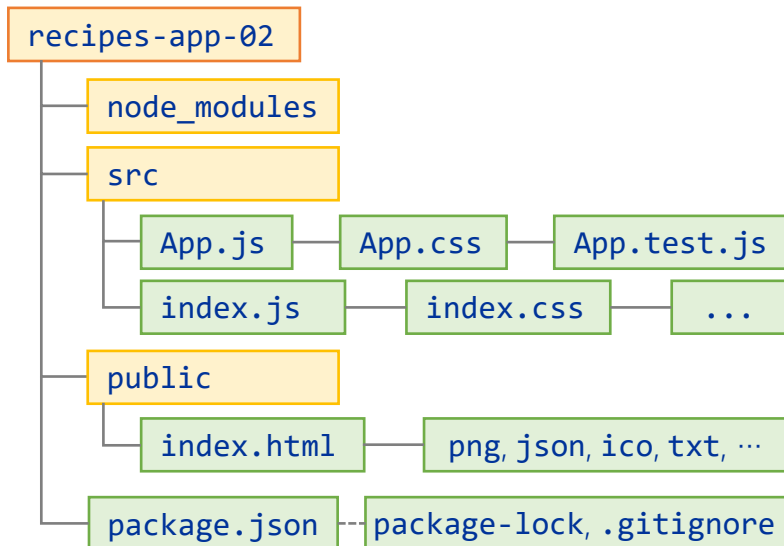 recipes-app-02
node_modules
src
App.js App.css App.test.js
index.js index.css ...
public
index.html png, json, ico, txt, ⋯
package.json package-lock, .gitignore